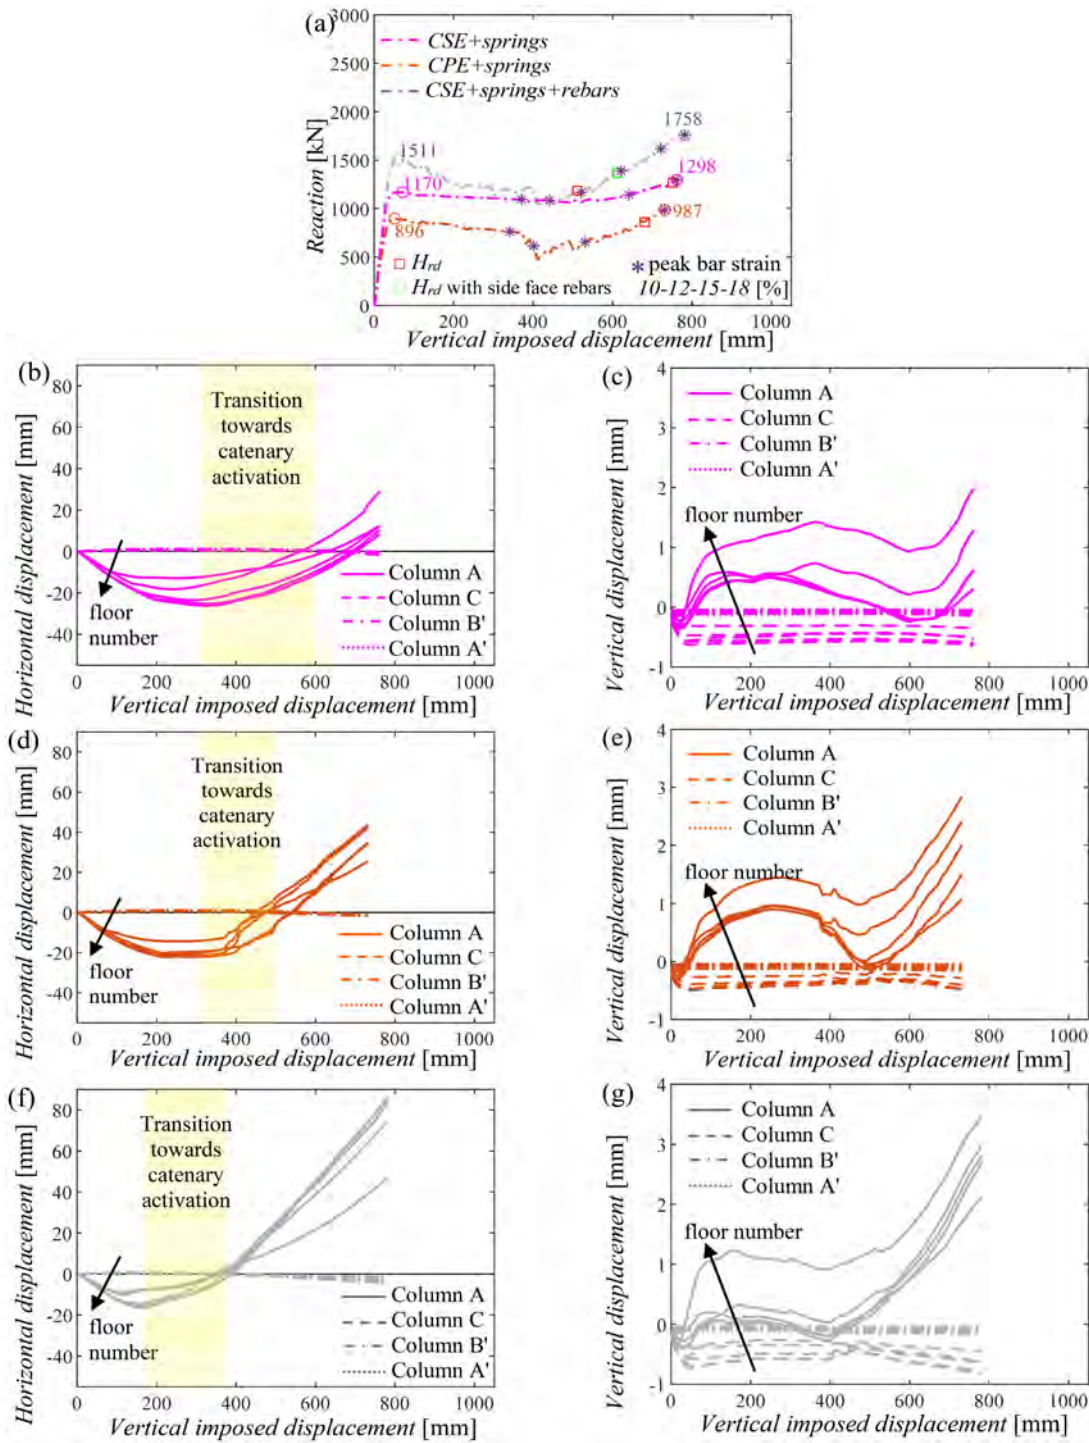 (a)
3000
2500
2000
1500
1000
500
0
Reaction [kN]
CSE+springs
CPE+springs
CSE+springs+rebars
1511
1170
896
1758
1298
987
H_rd
H_rd with side face rebars
peak bar strain
10-12-15-18 [%]
0 200 400 600 800 1000
Vertical imposed displacement [mm]
(b)
80
60
40
20
0
-20
-40
Horizontal displacement [mm]
Transition
towards
catenary
activation
floor
number
Column A
Column C
Column B'
Column A'
0 200 400 600 800 1000
Vertical imposed displacement [mm]
(c)
4
3
2
1
0
-1
Vertical displacement [mm]
Column A
Column C
Column B'
Column A'
floor number
0 200 400 600 800 1000
Vertical imposed displacement [mm]
(d)
80
60
40
20
0
-20
-40
Horizontal displacement [mm]
Transition
towards
catenary
activation
floor
number
Column A
Column C
Column B'
Column A'
0 200 400 600 800 1000
Vertical imposed displacement [mm]
(e)
4
3
2
1
0
-1
Vertical displacement [mm]
Column A
Column C
Column B'
Column A'
floor number
0 200 400 600 800 1000
Vertical imposed displacement [mm]
(f)
80
60
40
20
0
-20
-40
Horizontal displacement [mm]
Transition
towards
catenary
activation
floor
number
Column A
Column C
Column B'
Column A'
0 200 400 600 800 1000
Vertical imposed displacement [mm]
(g)
4
3
2
1
0
-1
Vertical displacement [mm]
Column A
Column C
Column B'
Column A'
floor number
0 200 400 600 800 1000
Vertical imposed displacement [mm]